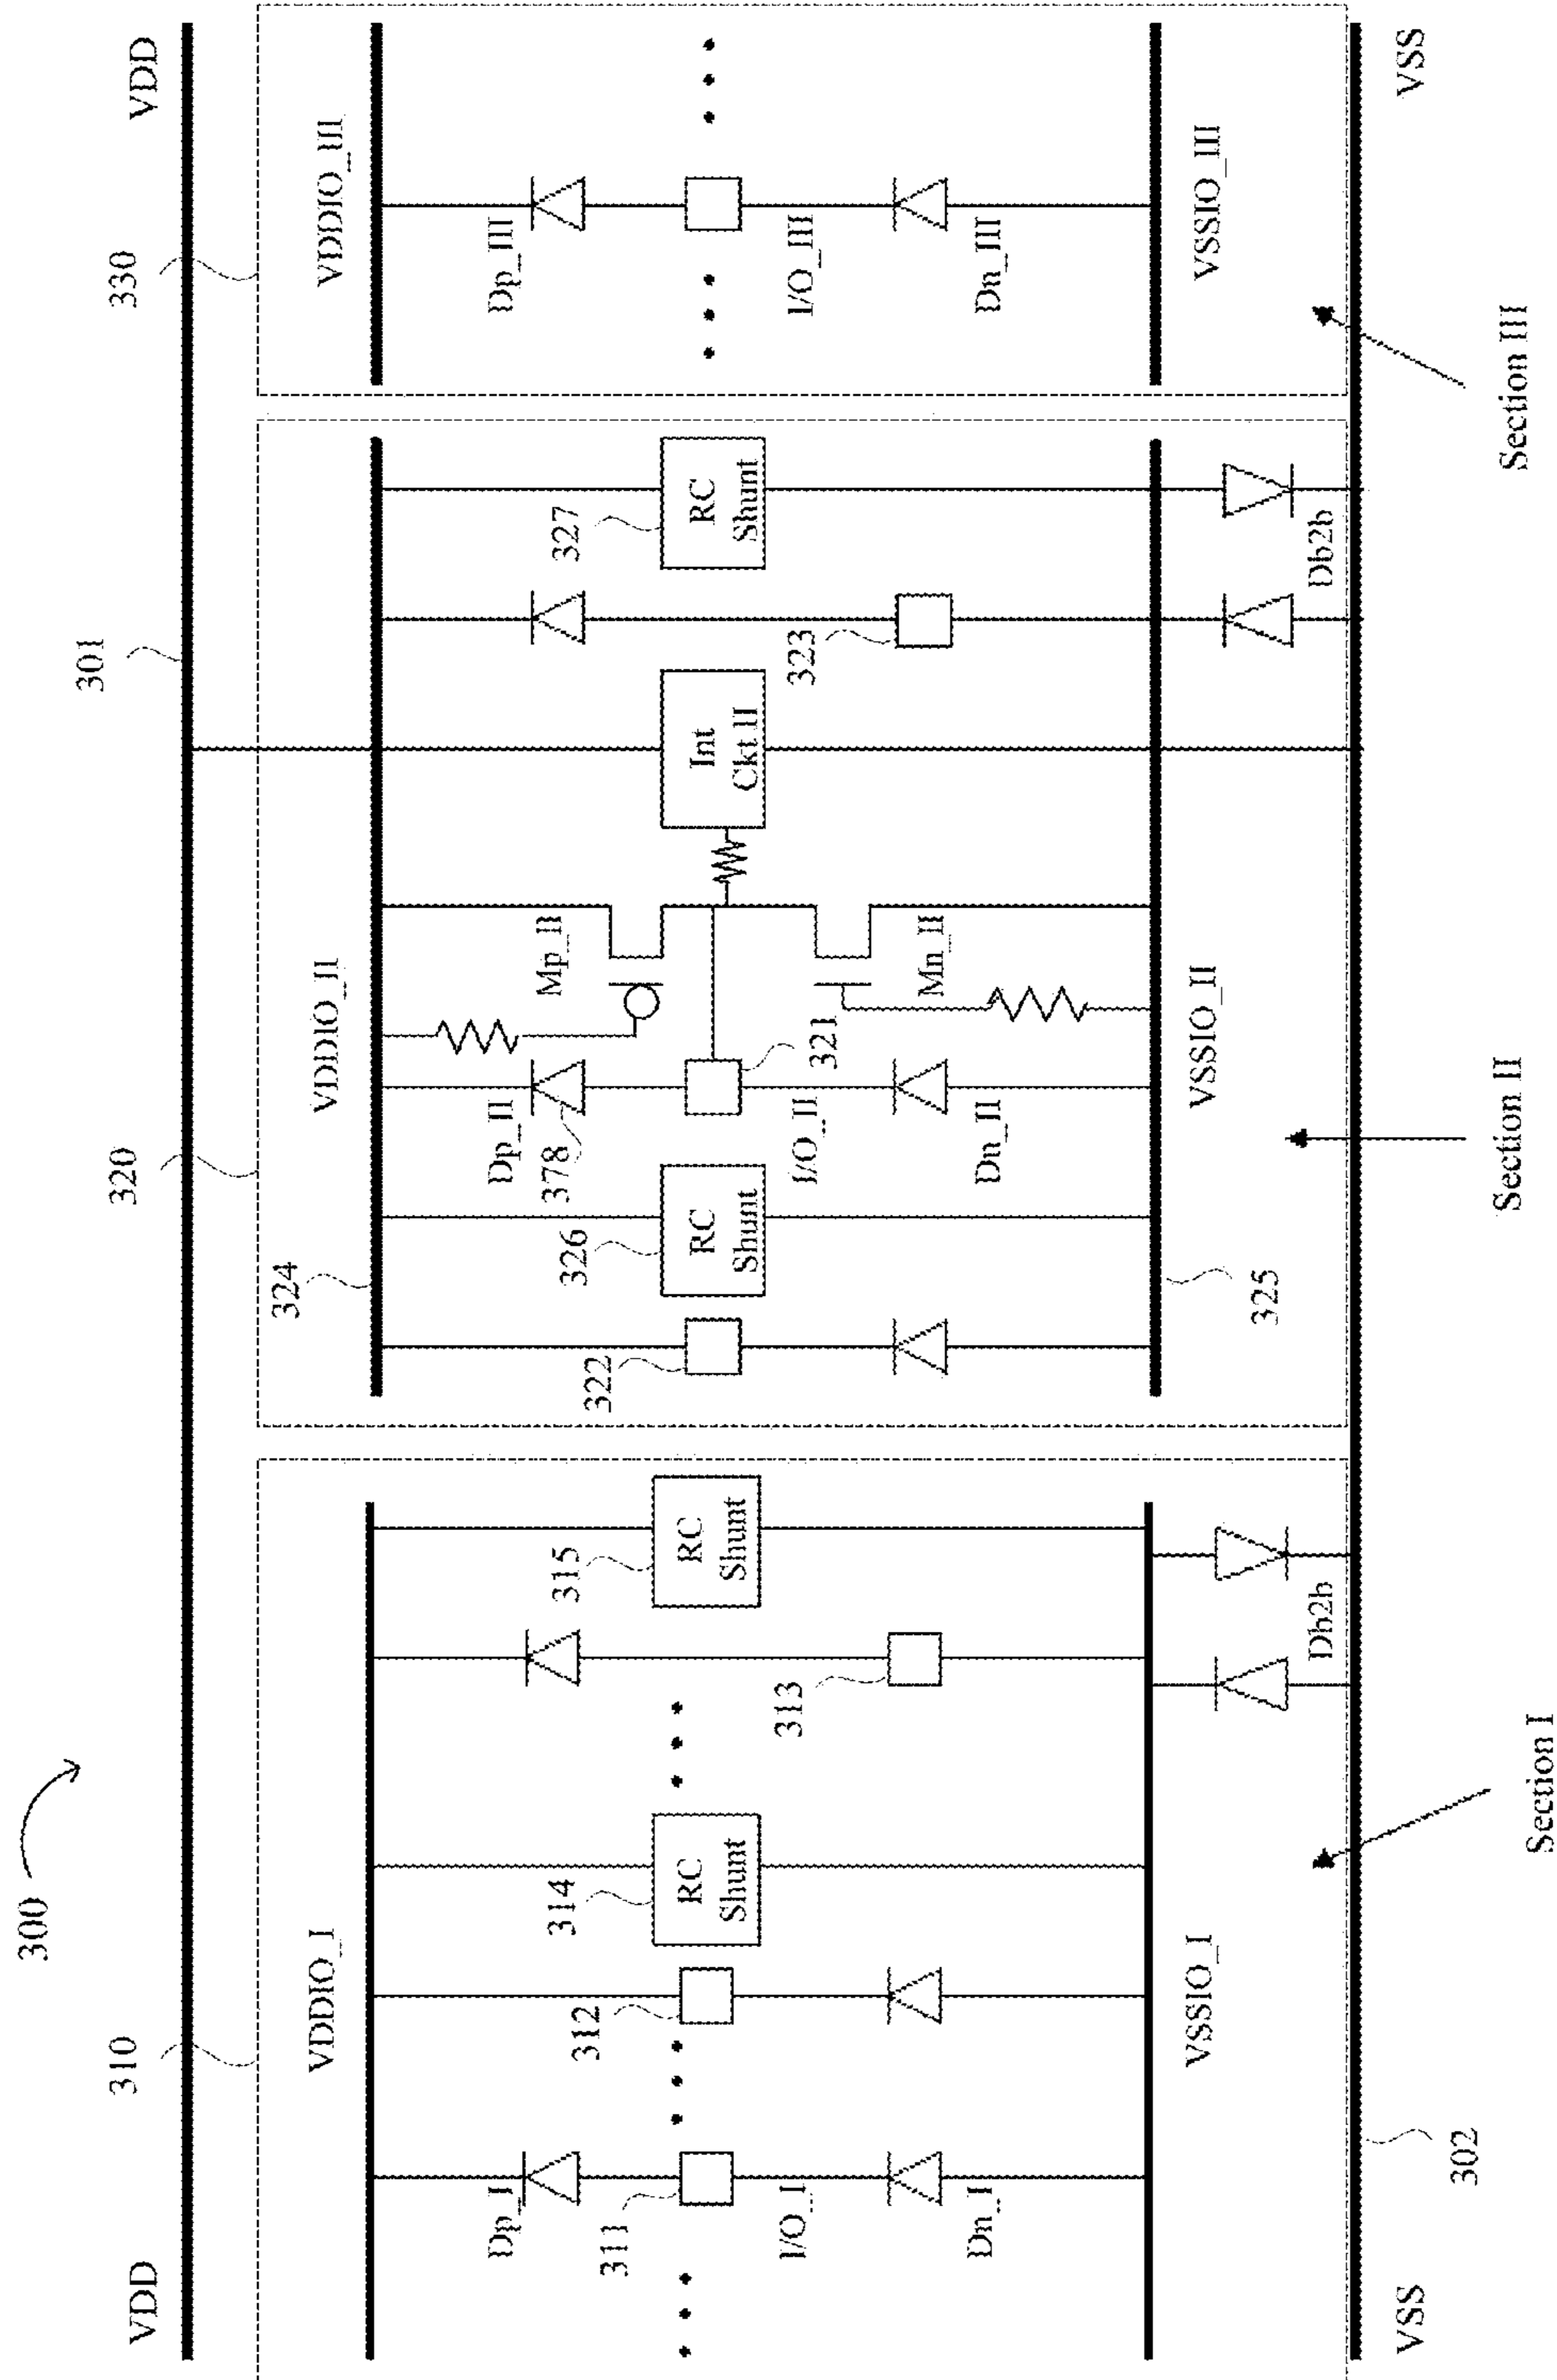 300
VDD
VDD
301
310
320
330
VDDIO_I
VDDIO_II
VDDIO_III
324
Dp_I
311
I/O_I
Dn_I
312
314
RC
Shunt
313
315
RC
Shunt
VSSIO_I
Db2b
322
326
RC
Shunt
Dp_II
378
321
I/O_II
Dn_II
Mp_II
Mn_II
Int
Ckt II
323
327
RC
Shunt
VSSIO_II
325
Db2b
Dp_III
I/O_III
Dn_III
VSSIO_III
VSS
302
VSS
Section I
Section II
Section III